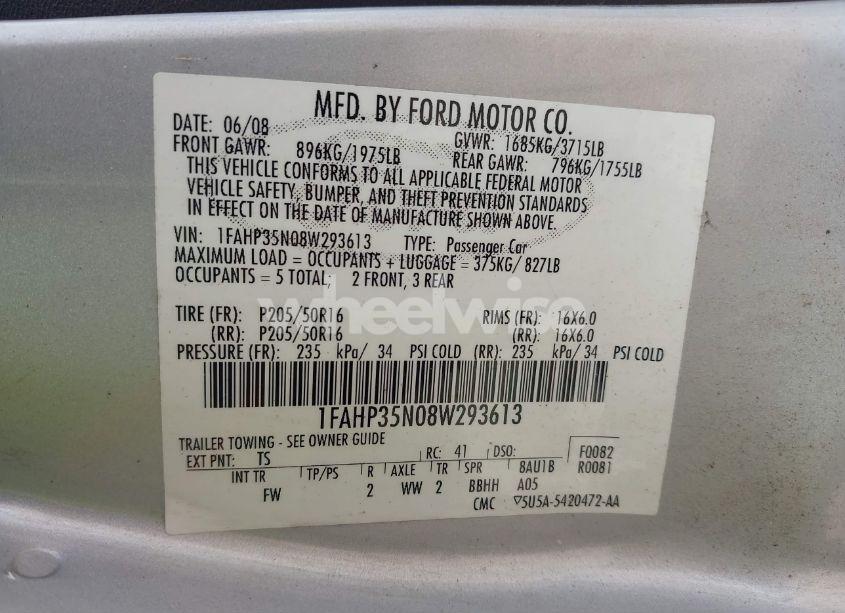 MFD. BY FORD MOTOR CO.
DATE: 06/08 GVWR: 1685KG/3715LB
FRONT GAWR: 896KG/1975LB REAR GAWR: 796KG/1755LB
THIS VEHICLE CONFORMS TO ALL APPLICABLE FEDERAL MOTOR
VEHICLE SAFETY, BUMPER, AND THEFT PREVENTION STANDARDS
IN EFFECT ON THE DATE OF MANUFACTURE SHOWN ABOVE.
VIN: 1FAHP35N08W293613 TYPE: Passenger Car
MAXIMUM LOAD = OCCUPANTS + LUGGAGE = 375KG/ 827LB
OCCUPANTS = 5 TOTAL; 2 FRONT, 3 REAR
wheelwise
TIRE (FR): P205/50R16 RIMS (FR): 16X6.0
(RR): P205/50R16 (RR): 16X6.0
PRESSURE (FR): 235 kPa/ 34 PSI COLD (RR): 235 kPa/ 34 PSI COLD
1FAHP35N08W293613
TRAILER TOWING - SEE OWNER GUIDE
EXT PNT: TS RC: 41 DSO: F0082
INT TR TP/PS R AXLE TR SPR 8AU1B R0081
FW 2 WW 2 BBHH A05
CMC ▽5U5A-5420472-AA